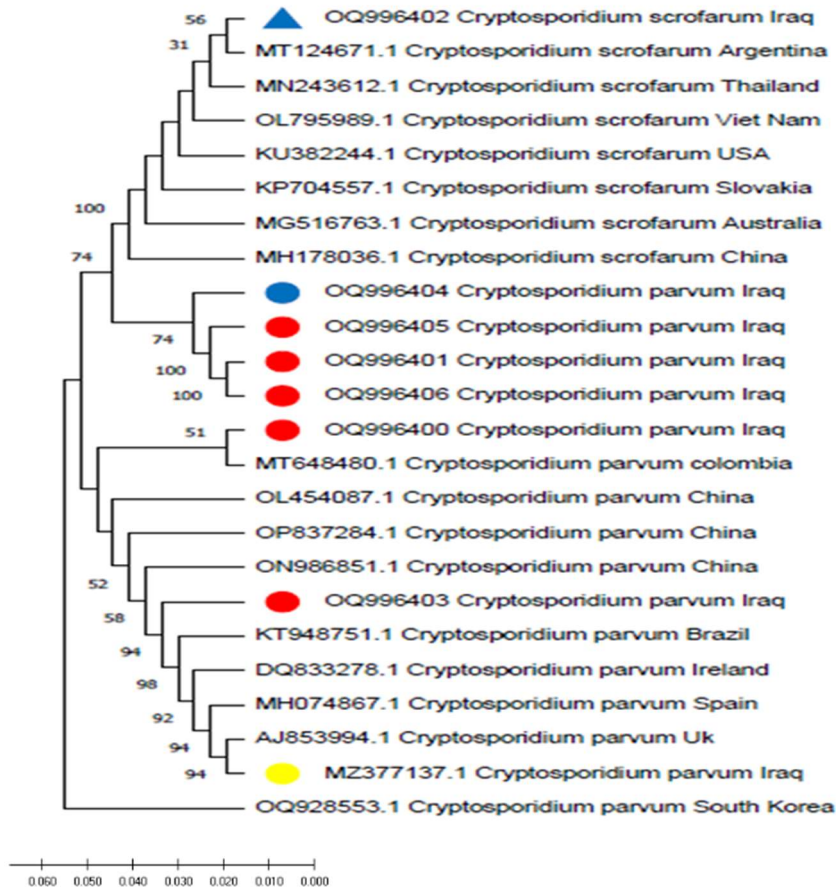 56
OQ996402 Cryptosporidium scrofarum Iraq
31
MT124671.1 Cryptosporidium scrofarum Argentina
MN243612.1 Cryptosporidium scrofarum Thailand
OL795989.1 Cryptosporidium scrofarum Viet Nam
KU382244.1 Cryptosporidium scrofarum USA
KP704557.1 Cryptosporidium scrofarum Slovakia
100
MG516763.1 Cryptosporidium scrofarum Australia
74
MH178036.1 Cryptosporidium scrofarum China
OQ996404 Cryptosporidium parvum Iraq
OQ996405 Cryptosporidium parvum Iraq
74
OQ996401 Cryptosporidium parvum Iraq
100
OQ996406 Cryptosporidium parvum Iraq
100
OQ996400 Cryptosporidium parvum Iraq
51
MT648480.1 Cryptosporidium parvum colombia
OL454087.1 Cryptosporidium parvum China
OP837284.1 Cryptosporidium parvum China
ON986851.1 Cryptosporidium parvum China
52
OQ996403 Cryptosporidium parvum Iraq
58
KT948751.1 Cryptosporidium parvum Brazil
94
DQ833278.1 Cryptosporidium parvum Ireland
98
MH074867.1 Cryptosporidium parvum Spain
92
AJ853994.1 Cryptosporidium parvum Uk
94
MZ377137.1 Cryptosporidium parvum Iraq
94
OQ928553.1 Cryptosporidium parvum South Korea
0.060 0.050 0.040 0.030 0.020 0.010 0.000